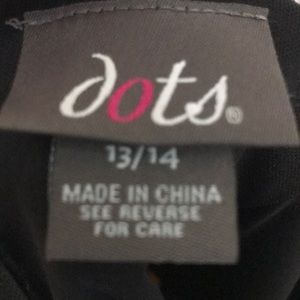 dots®
13/14
MADE IN CHINA
SEE REVERSE
FOR CARE